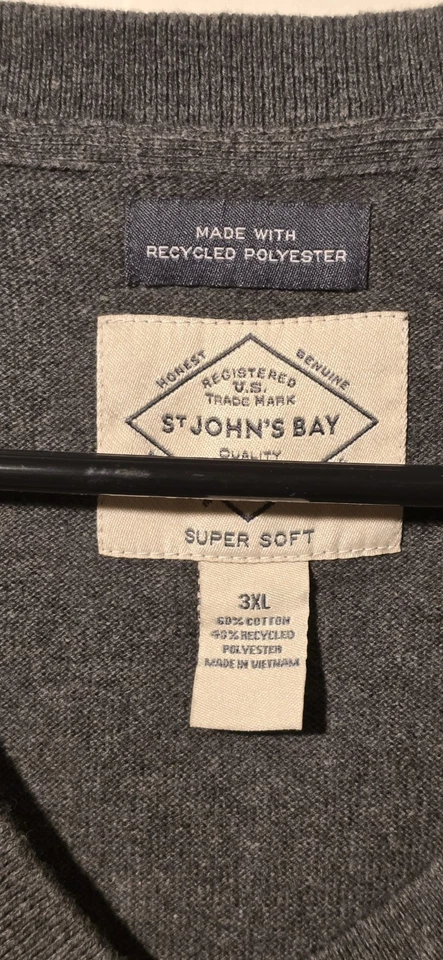 MADE WITH
RECYCLED POLYESTER
HONEST
GENUINE
REGISTERED
U.S.
TRADE MARK
ST JOHN'S BAY
QUALITY
SUPER SOFT
3XL
60% COTTON
40% RECYCLED
POLYESTER
MADE IN VIETNAM